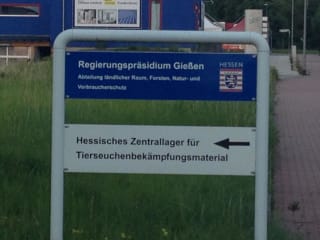 Regierungspräsidium Gießen
HESSEN
Abteilung ländlicher Raum, Forsten, Natur- und
Verbraucherschutz
Hessisches Zentrallager für
Tierseuchenbekämpfungsmaterial